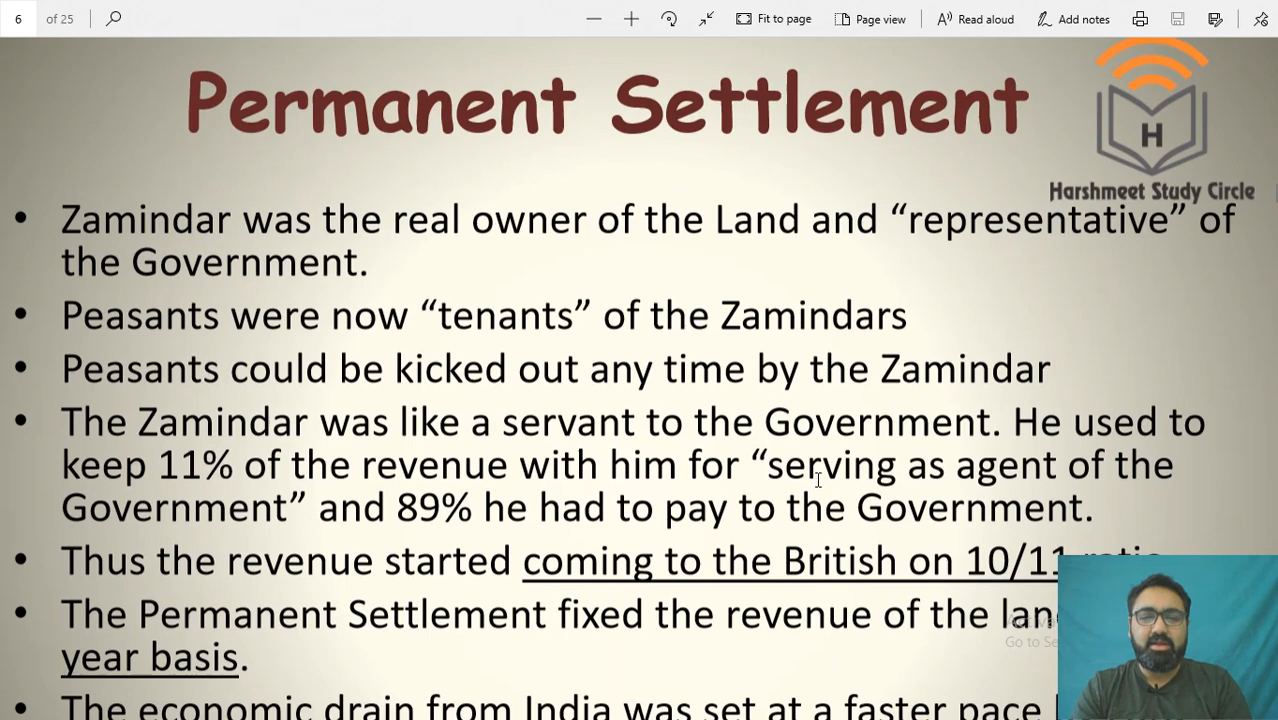 6 of 25 Fit to page Page view Read aloud Add notes
Permanent Settlement
H
Harshmeet Study Circle
• Zamindar was the real owner of the Land and “representative” of
the Government.
• Peasants were now “tenants” of the Zamindars
• Peasants could be kicked out any time by the Zamindar
• The Zamindar was like a servant to the Government. He used to
keep 11% of the revenue with him for “serving as agent of the
Government” and 89% he had to pay to the Government.
• Thus the revenue started coming to the British on 10/11 ratio
• The Permanent Settlement fixed the revenue of the
year basis.
• The economic drain from India was set at a faster pace
Go to